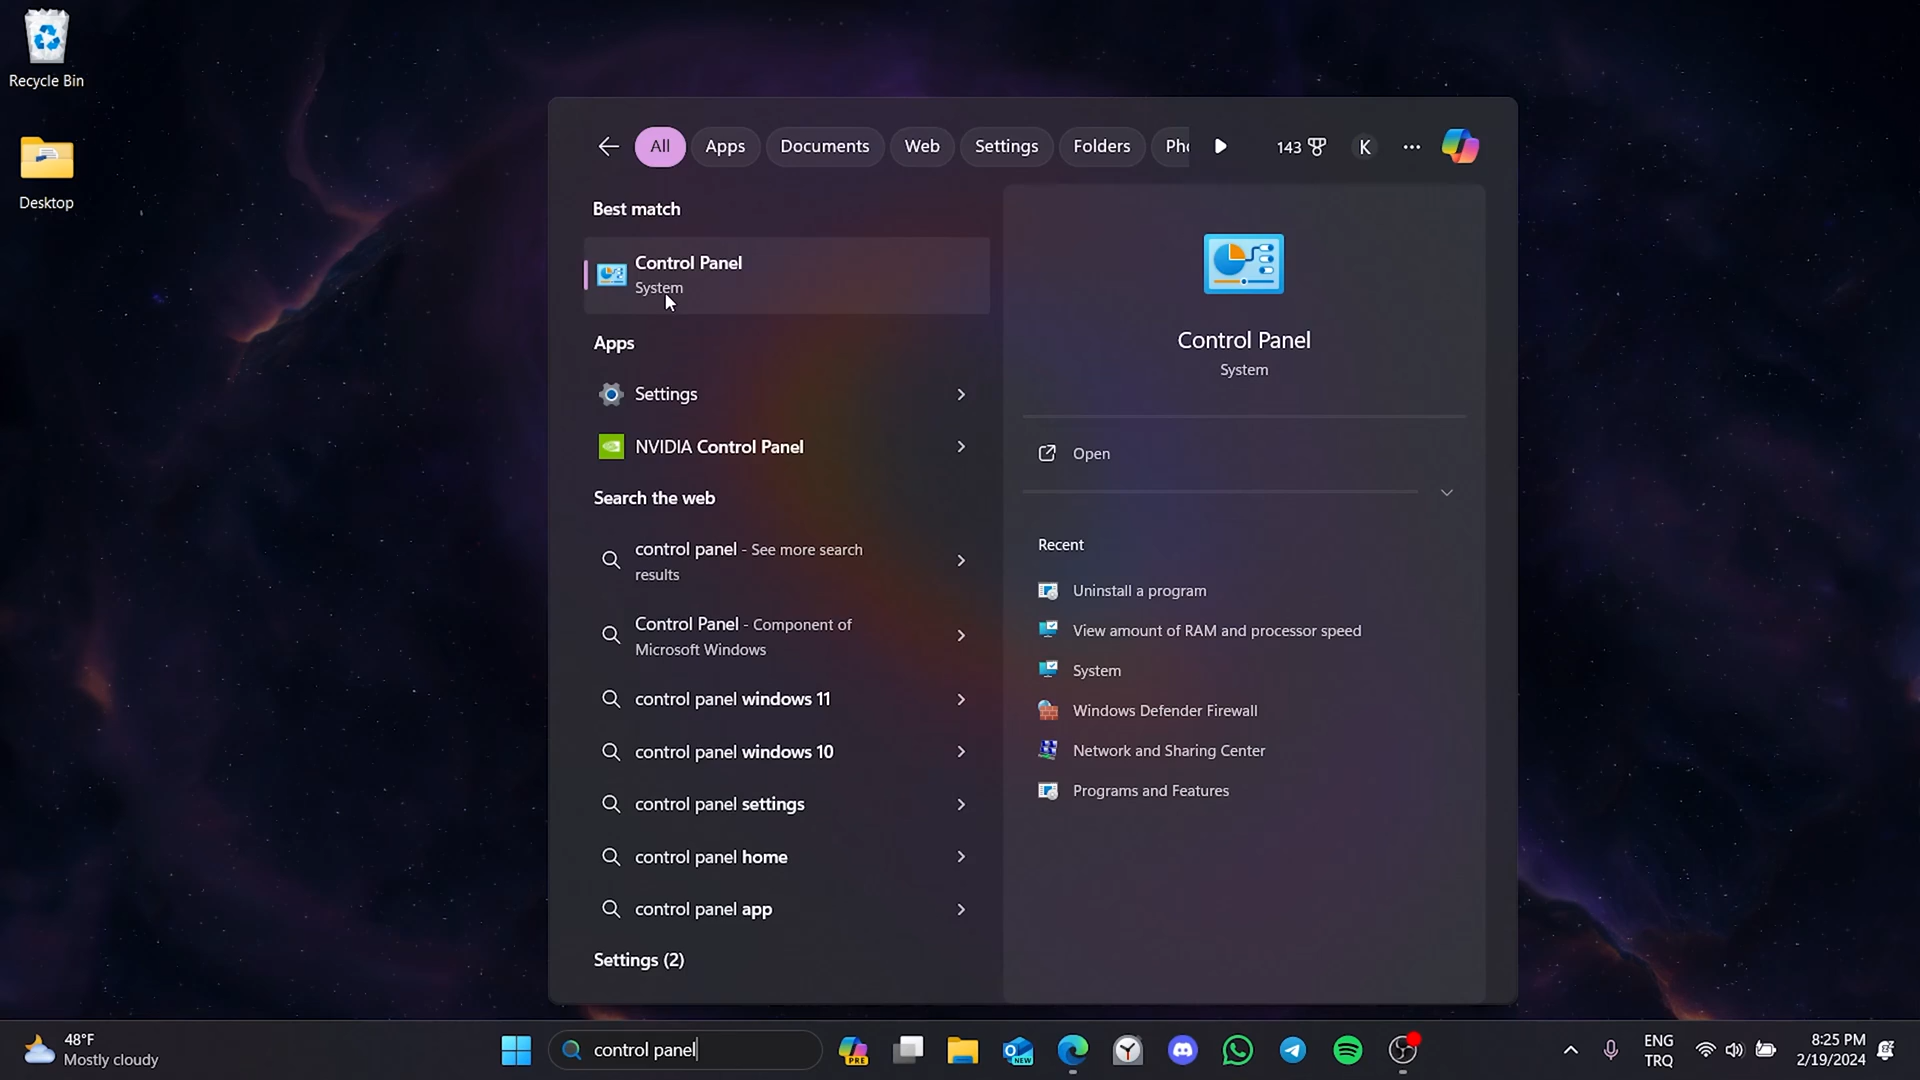 Recycle Bin
Desktop
All
Apps
Documents
Web
Settings
Folders
Pho
143
K
Best match
Control Panel
System
Apps
Settings
NVIDIA Control Panel
Search the web
control panel - See more search
results
Control Panel - Component of
Microsoft Windows
control panel windows 11
control panel windows 10
control panel settings
control panel home
control panel app
Settings (2)
Control Panel
System
Open
Recent
Uninstall a program
View amount of RAM and processor speed
System
Windows Defender Firewall
Network and Sharing Center
Programs and Features
48°F
Mostly cloudy
control panel
PRE
NEW
ENG
TRQ
8:25 PM
2/19/2024